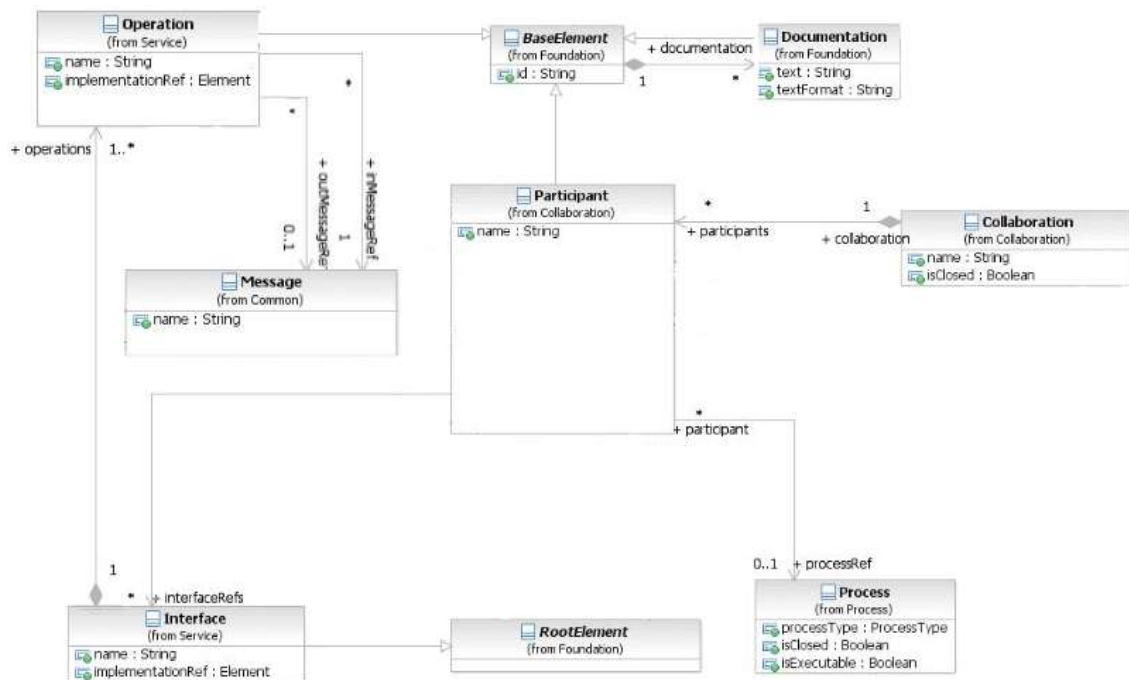 Operation
(from Service)
name : String
implementationRef : Element
BaseElement
(from Foundation)
id : String
+ documentation
1
*
Documentation
(from Foundation)
text : String
textFormat : String
*
*
+ operations
1..*
+ outMessageRef
0..1
+ inMessageRef
1
Message
(from Common)
name : String
Participant
(from Collaboration)
name : String
*
+ participants
1
+ collaboration
Collaboration
(from Collaboration)
name : String
isClosed : Boolean
*
+ participant
1
*
+ interfaceRefs
0..1
+ processRef
Interface
(from Service)
name : String
implementationRef : Element
RootElement
(from Foundation)
Process
(from Process)
processType : ProcessType
isClosed : Boolean
isExecutable : Boolean